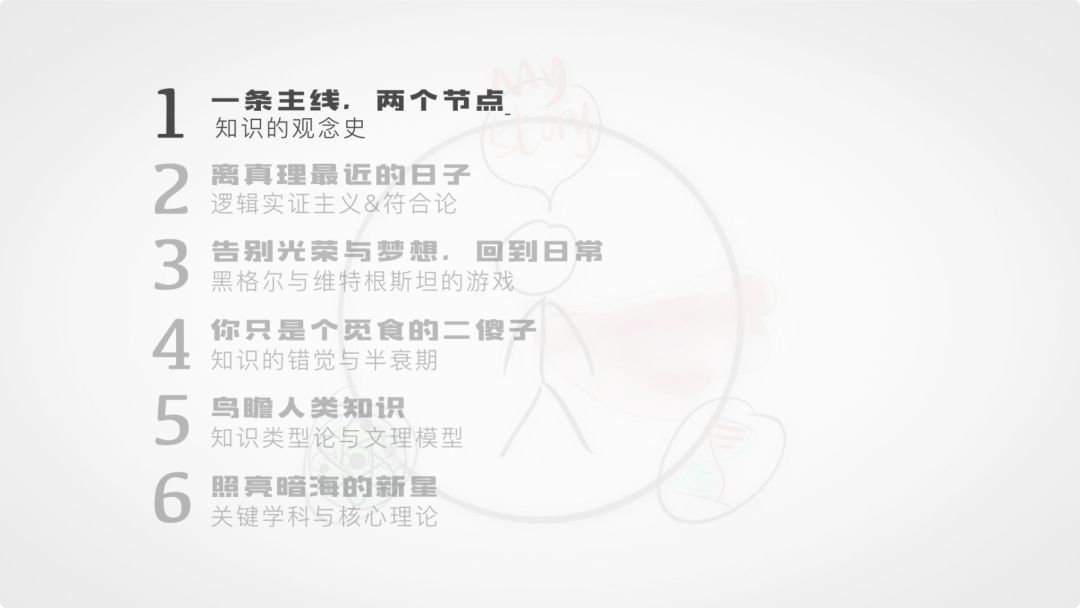 My
story
1
一条主线，两个节点_
知识的观念史
2
离真理最近的日子
逻辑实证主义&符合论
3
告别光荣与梦想，回到日常
黑格尔与维特根斯坦的游戏
4
你只是个觅食的二傻子
知识的错觉与半衰期
5
鸟瞻人类知识
知识类型论与文理模型
6
照亮暗海的新星
关键学科与核心理论